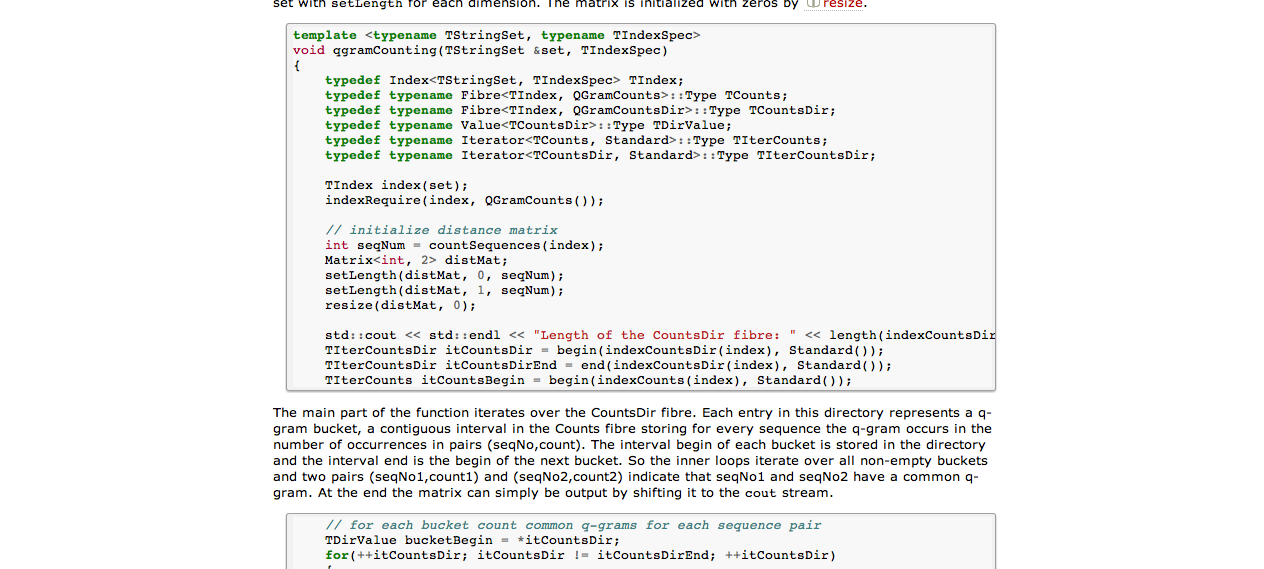 set with setLength for each dimension. The matrix is initialized with zeros by resize.
template <typename TStringSet, typename TIndexSpec>
void qgramCounting(TStringSet &set, TIndexSpec)
{
    typedef Index<TStringSet, TIndexSpec> TIndex;
    typedef typename Fibre<TIndex, QGramCounts>::Type TCounts;
    typedef typename Fibre<TIndex, QGramCountsDir>::Type TCountsDir;
    typedef typename Value<TCountsDir>::Type TDirValue;
    typedef typename Iterator<TCounts, Standard>::Type TIterCounts;
    typedef typename Iterator<TCountsDir, Standard>::Type TIterCountsDir;
    TIndex index(set);
    indexRequire(index, QGramCounts());
    // initialize distance matrix
    int seqNum = countSequences(index);
    Matrix<int, 2> distMat;
    setLength(distMat, 0, seqNum);
    setLength(distMat, 1, seqNum);
    resize(distMat, 0);
    std::cout << std::endl << "Length of the CountsDir fibre: " << length(indexCountsDir
    TIterCountsDir itCountsDir = begin(indexCountsDir(index), Standard());
    TIterCountsDir itCountsDirEnd = end(indexCountsDir(index), Standard());
    TIterCounts itCountsBegin = begin(indexCounts(index), Standard());
The main part of the function iterates over the CountsDir fibre. Each entry in this directory represents a q-
gram bucket, a contiguous interval in the Counts fibre storing for every sequence the q-gram occurs in the
number of occurrences in pairs (seqNo,count). The interval begin of each bucket is stored in the directory
and the interval end is the begin of the next bucket. So the inner loops iterate over all non-empty buckets
and two pairs (seqNo1,count1) and (seqNo2,count2) indicate that seqNo1 and seqNo2 have a common q-
gram. At the end the matrix can simply be output by shifting it to the cout stream.
    // for each bucket count common q-grams for each sequence pair
    TDirValue bucketBegin = *itCountsDir;
    for(++itCountsDir; itCountsDir != itCountsDirEnd; ++itCountsDir)
    {